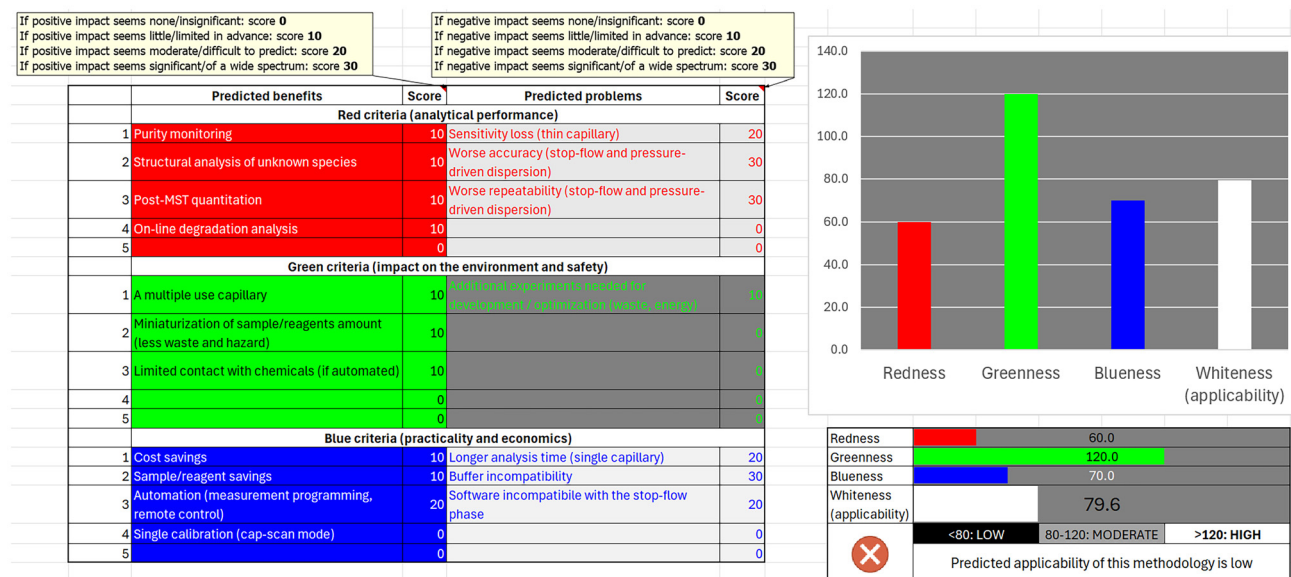 If positive impact seems none/insignificant: score 0
If positive impact seems little/limited in advance: score 10
If positive impact seems moderate/difficult to predict: score 20
If positive impact seems significant/of a wide spectrum: score 30
If negative impact seems none/insignificant: score 0
If negative impact seems little/limited in advance: score 10
If negative impact seems moderate/difficult to predict: score 20
If negative impact seems significant/of a wide spectrum: score 30
Predicted benefits Score Predicted problems Score
Red criteria (analytical performance)
1 Purity monitoring 10 Sensitivity loss (thin capillary) 20
2 Structural analysis of unknown species 10 Worse accuracy (stop-flow and pressure-
driven dispersion) 30
3 Post-MST quantitation 10 Worse repeatability (stop-flow and pressure-
driven dispersion) 30
4 On-line degradation analysis 10 0
5 0 0
Green criteria (impact on the environment and safety)
1 A multiple use capillary 10 Additional experiments needed for
development / optimization (waste, energy) 10
2 Miniaturization of sample/reagents amount
(less waste and hazard) 10 0
3 Limited contact with chemicals (if automated) 10 0
4 0 0
5 0 0
Blue criteria (practicality and economics)
1 Cost savings 10 Longer analysis time (single capillary) 20
2 Sample/reagent savings 10 Buffer incompatibility 30
3 Automation (measurement programming,
remote control) 20 Software incompatibile with the stop-flow
phase 20
4 Single calibration (cap-scan mode) 0 0
5 0 0
140.0
120.0
100.0
80.0
60.0
40.0
20.0
0.0
Redness Greenness Blueness Whiteness
(applicability)
Redness 60.0
Greenness 120.0
Blueness 70.0
Whiteness
(applicability) 79.6
<80: LOW 80-120: MODERATE >120: HIGH
Predicted applicability of this methodology is low